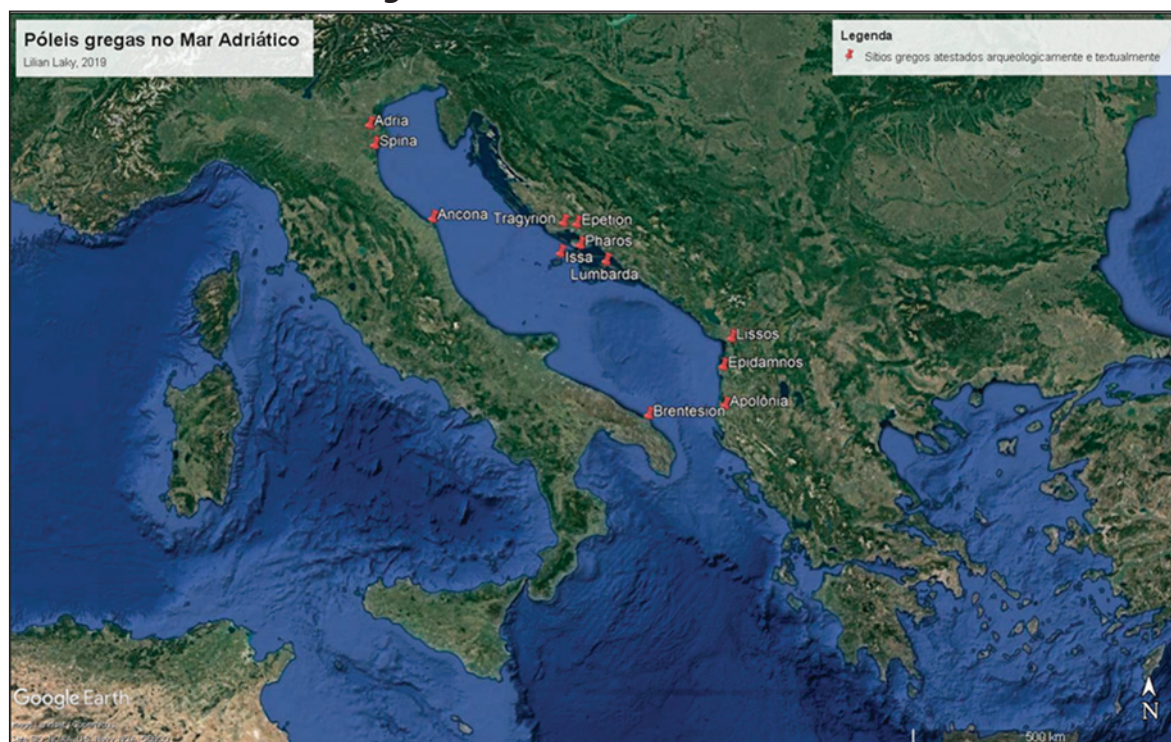 Póleis gregas no Mar Adriático
Lilian Laky, 2019
Legenda
Sítios gregos atestados arqueologicamente e textualmente
Adria
Spina
Ancona
Tragyrion
Epetion
Pharos
Issa
Lumbarda
Lissos
Epidamnos
Apolônia
Brentesion
Google Earth
N
500 km